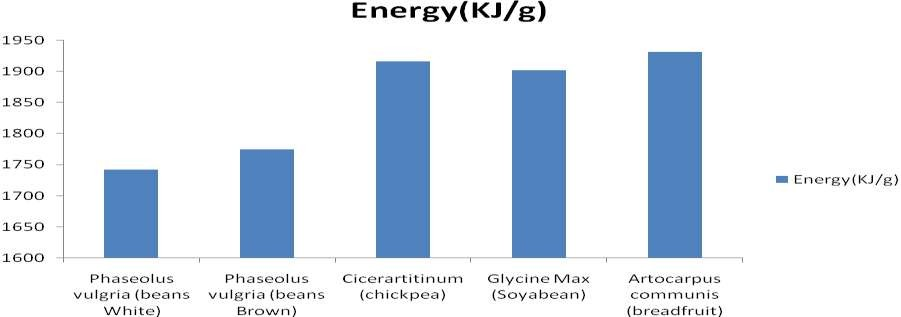 Energy(KJ/g)
1950
1900
1850
1800
1750
1700
1650
1600
Phaseolus
vulgria (beans
White)
Phaseolus
vulgria (beans
Brown)
Cicerartitinum
(chickpea)
Glycine Max
(Soyabean)
Artocarpus
communis
(breadfruit)
Energy(KJ/g)